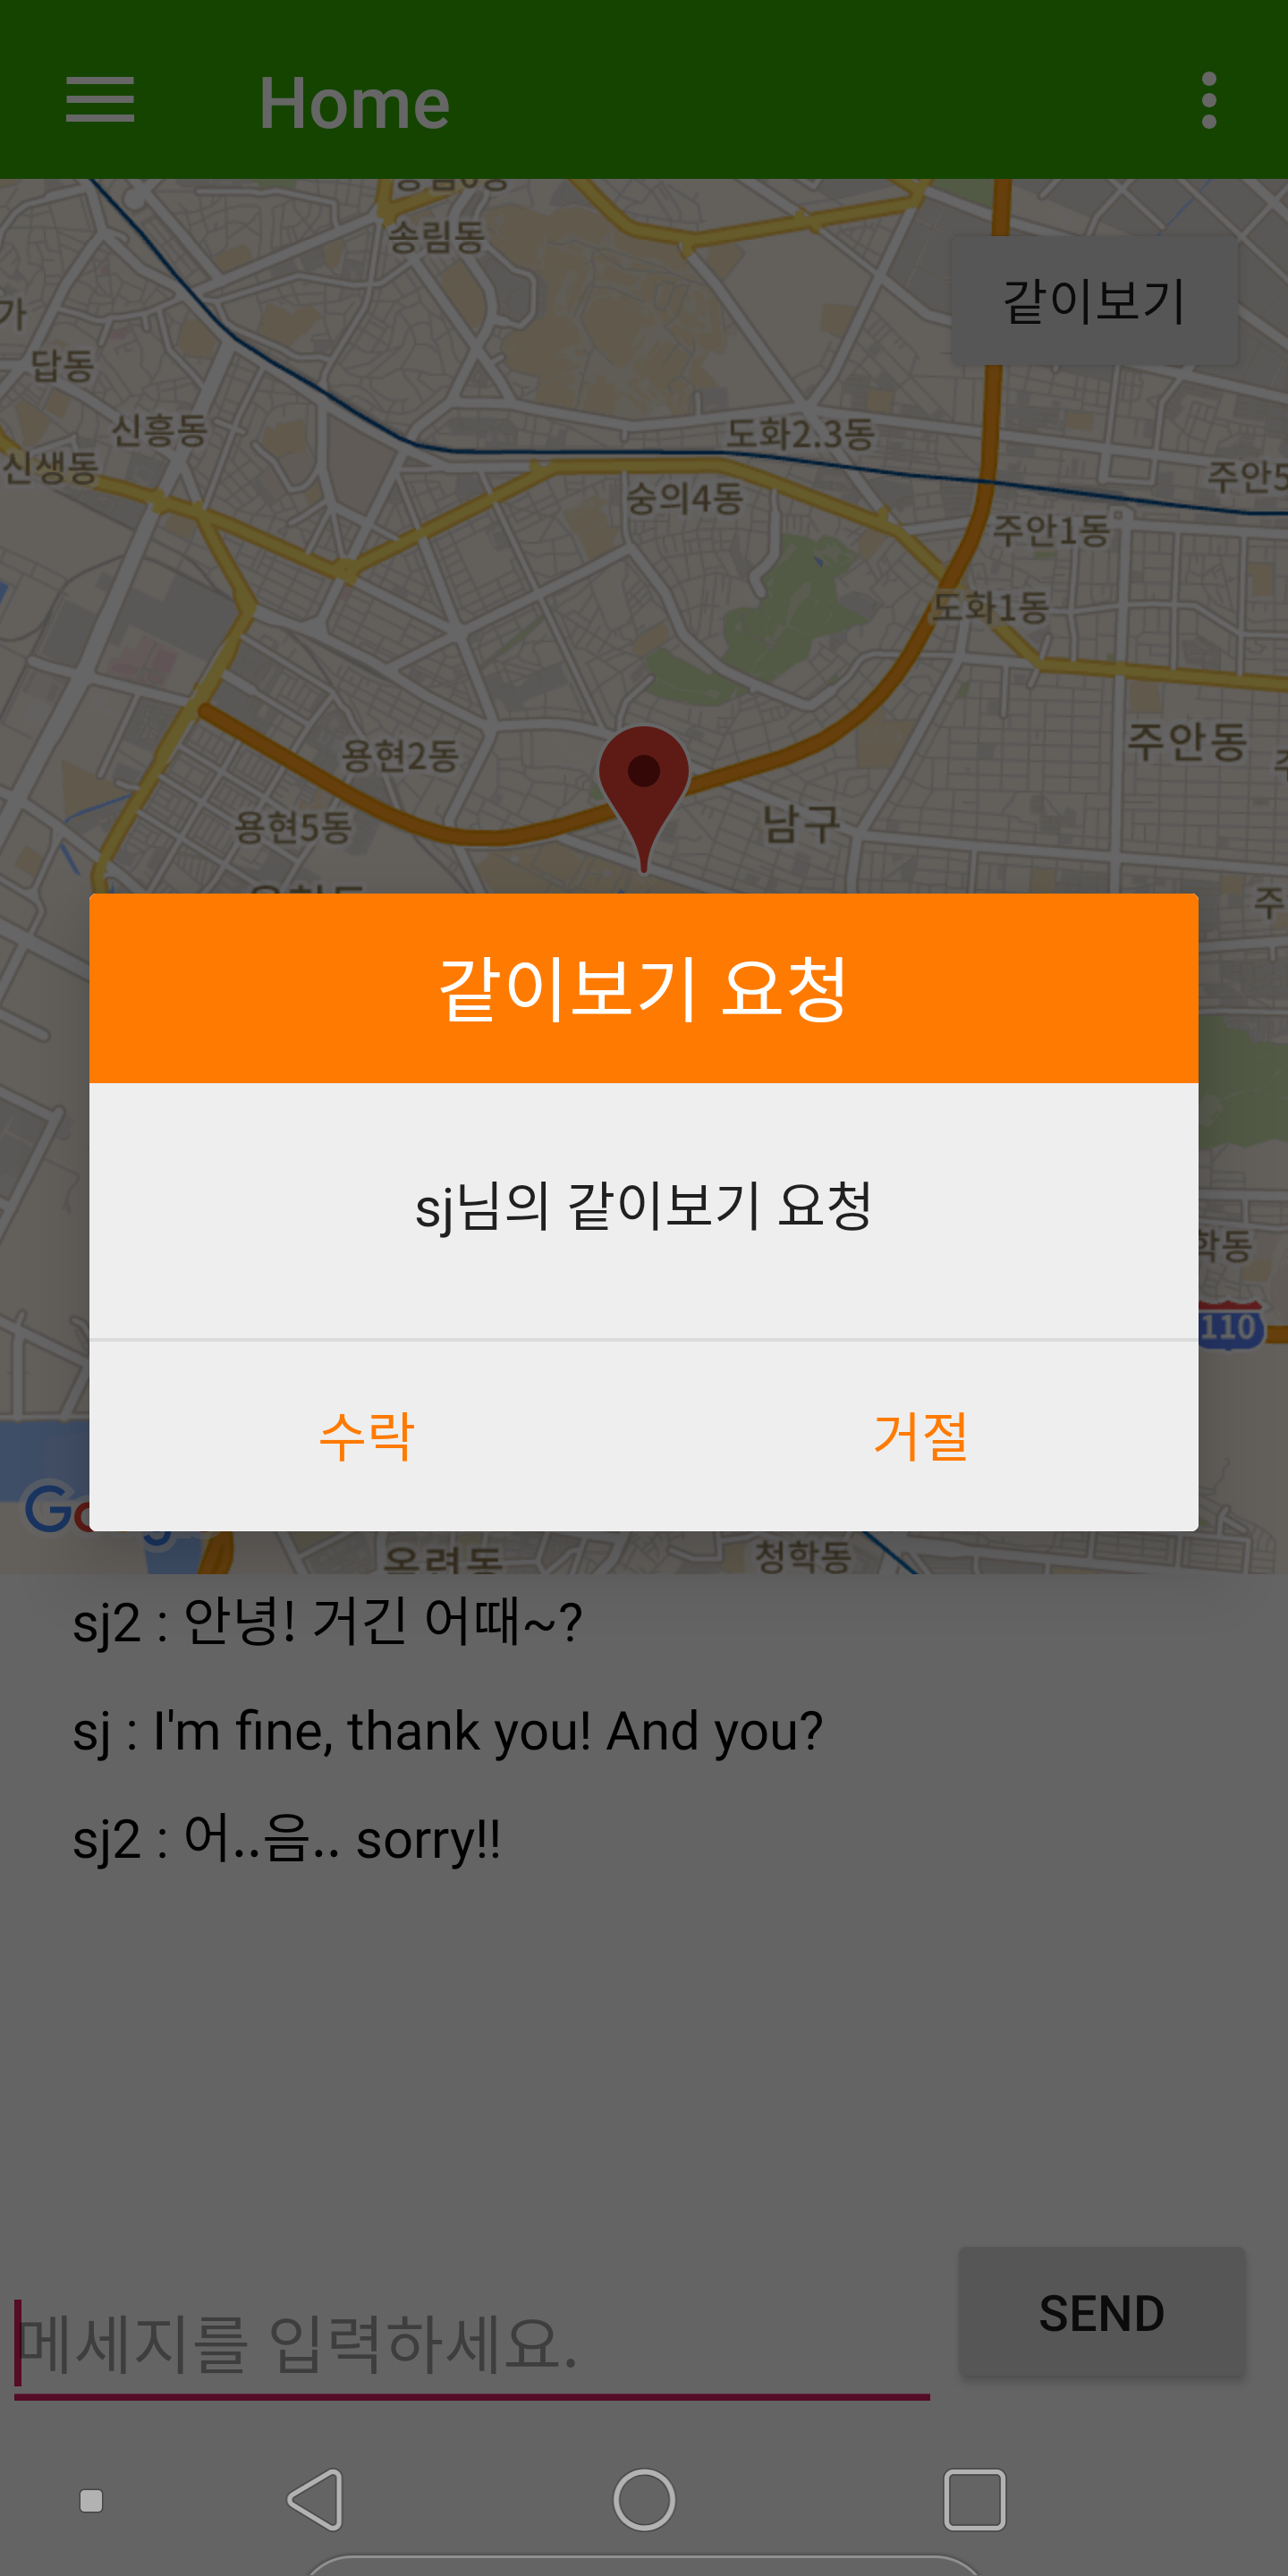 Home
송림동
같이보기
가
답동
신흥동
도화2.3동
신생동
주안5
숭의4동
주안1동
도화1동
용현2동
주안동
용현5동
남구
주
같이보기 요청
sj님의 같이보기 요청
학동
110
수락
거절
Go
옥련동
청학동
sj2 : 안녕! 거긴 어때~?
sj : I'm fine, thank you! And you?
sj2 : 어..음.. sorry!!
SEND
메세지를 입력하세요.